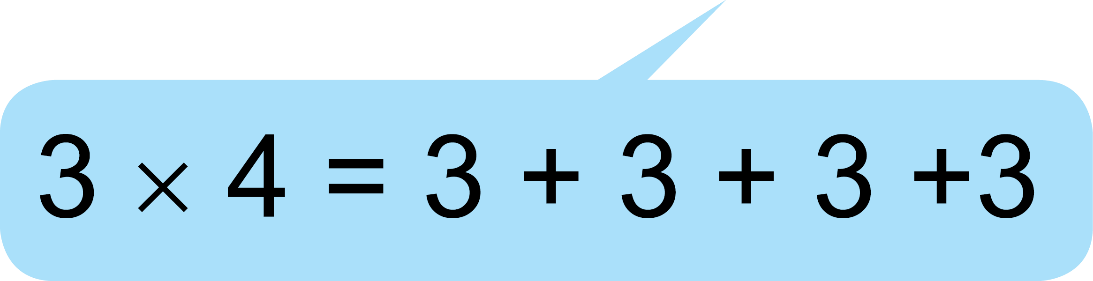 3 × 4 = 3 + 3 + 3 +3